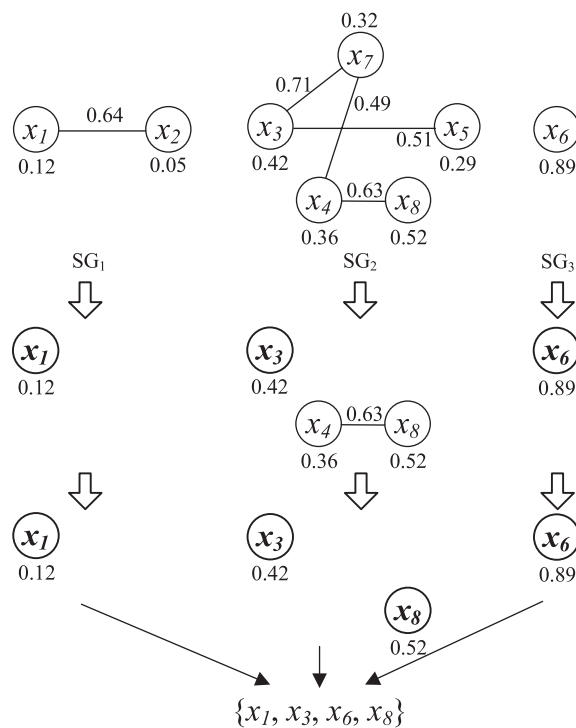 0.32
x7
0.71
0.49
0.64
x1
x2
x3
0.51
x5
x6
0.12
0.05
0.42
0.29
0.89
x4
0.63
x8
0.36
0.52
SG1
SG2
SG3
x1
x3
x6
0.12
0.42
0.89
x4
0.63
x8
0.36
0.52
x1
x3
x6
0.12
0.42
0.89
x8
0.52
{x1, x3, x6, x8}